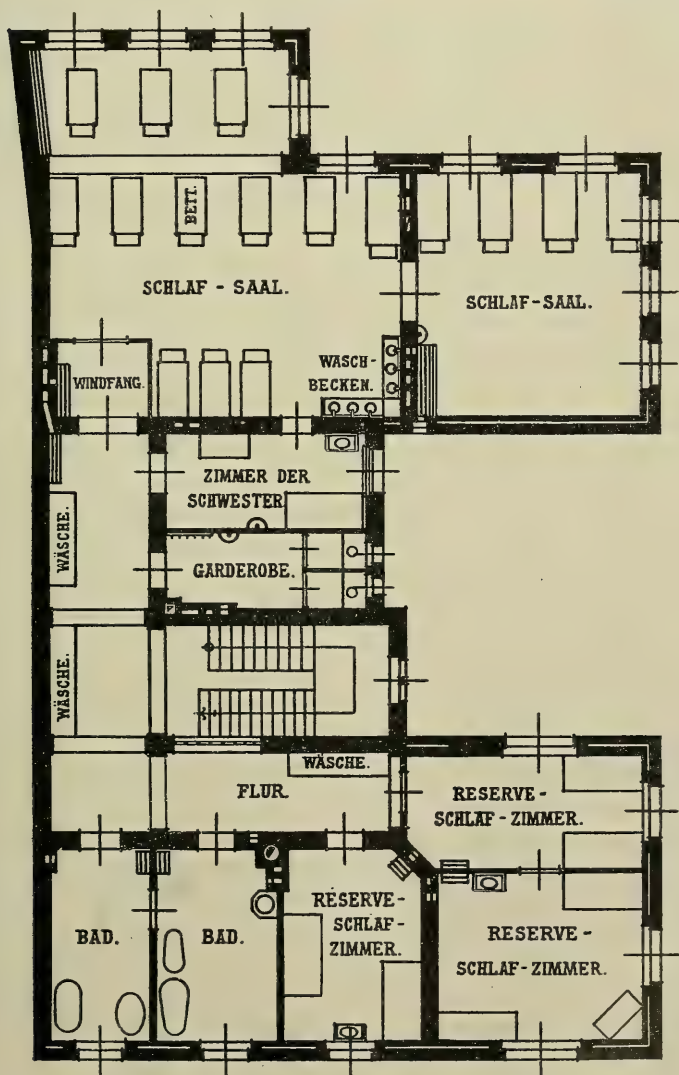 BETT.
SCHLAF - SAAL.
SCHLAF-SAAL.
WASCH-
BECKEN.
WINDFANG.
ZIMMER DER
SCHWESTER
WÄSCHE.
GARDEROBE.
WÄSCHE.
WÄSCHE.
FLUR.
RESERVE-
SCHLAF-ZIMMER.
BAD.
BAD.
RESERVE-
SCHLAF-
ZIMMER.
RESERVE-
SCHLAF-ZIMMER.